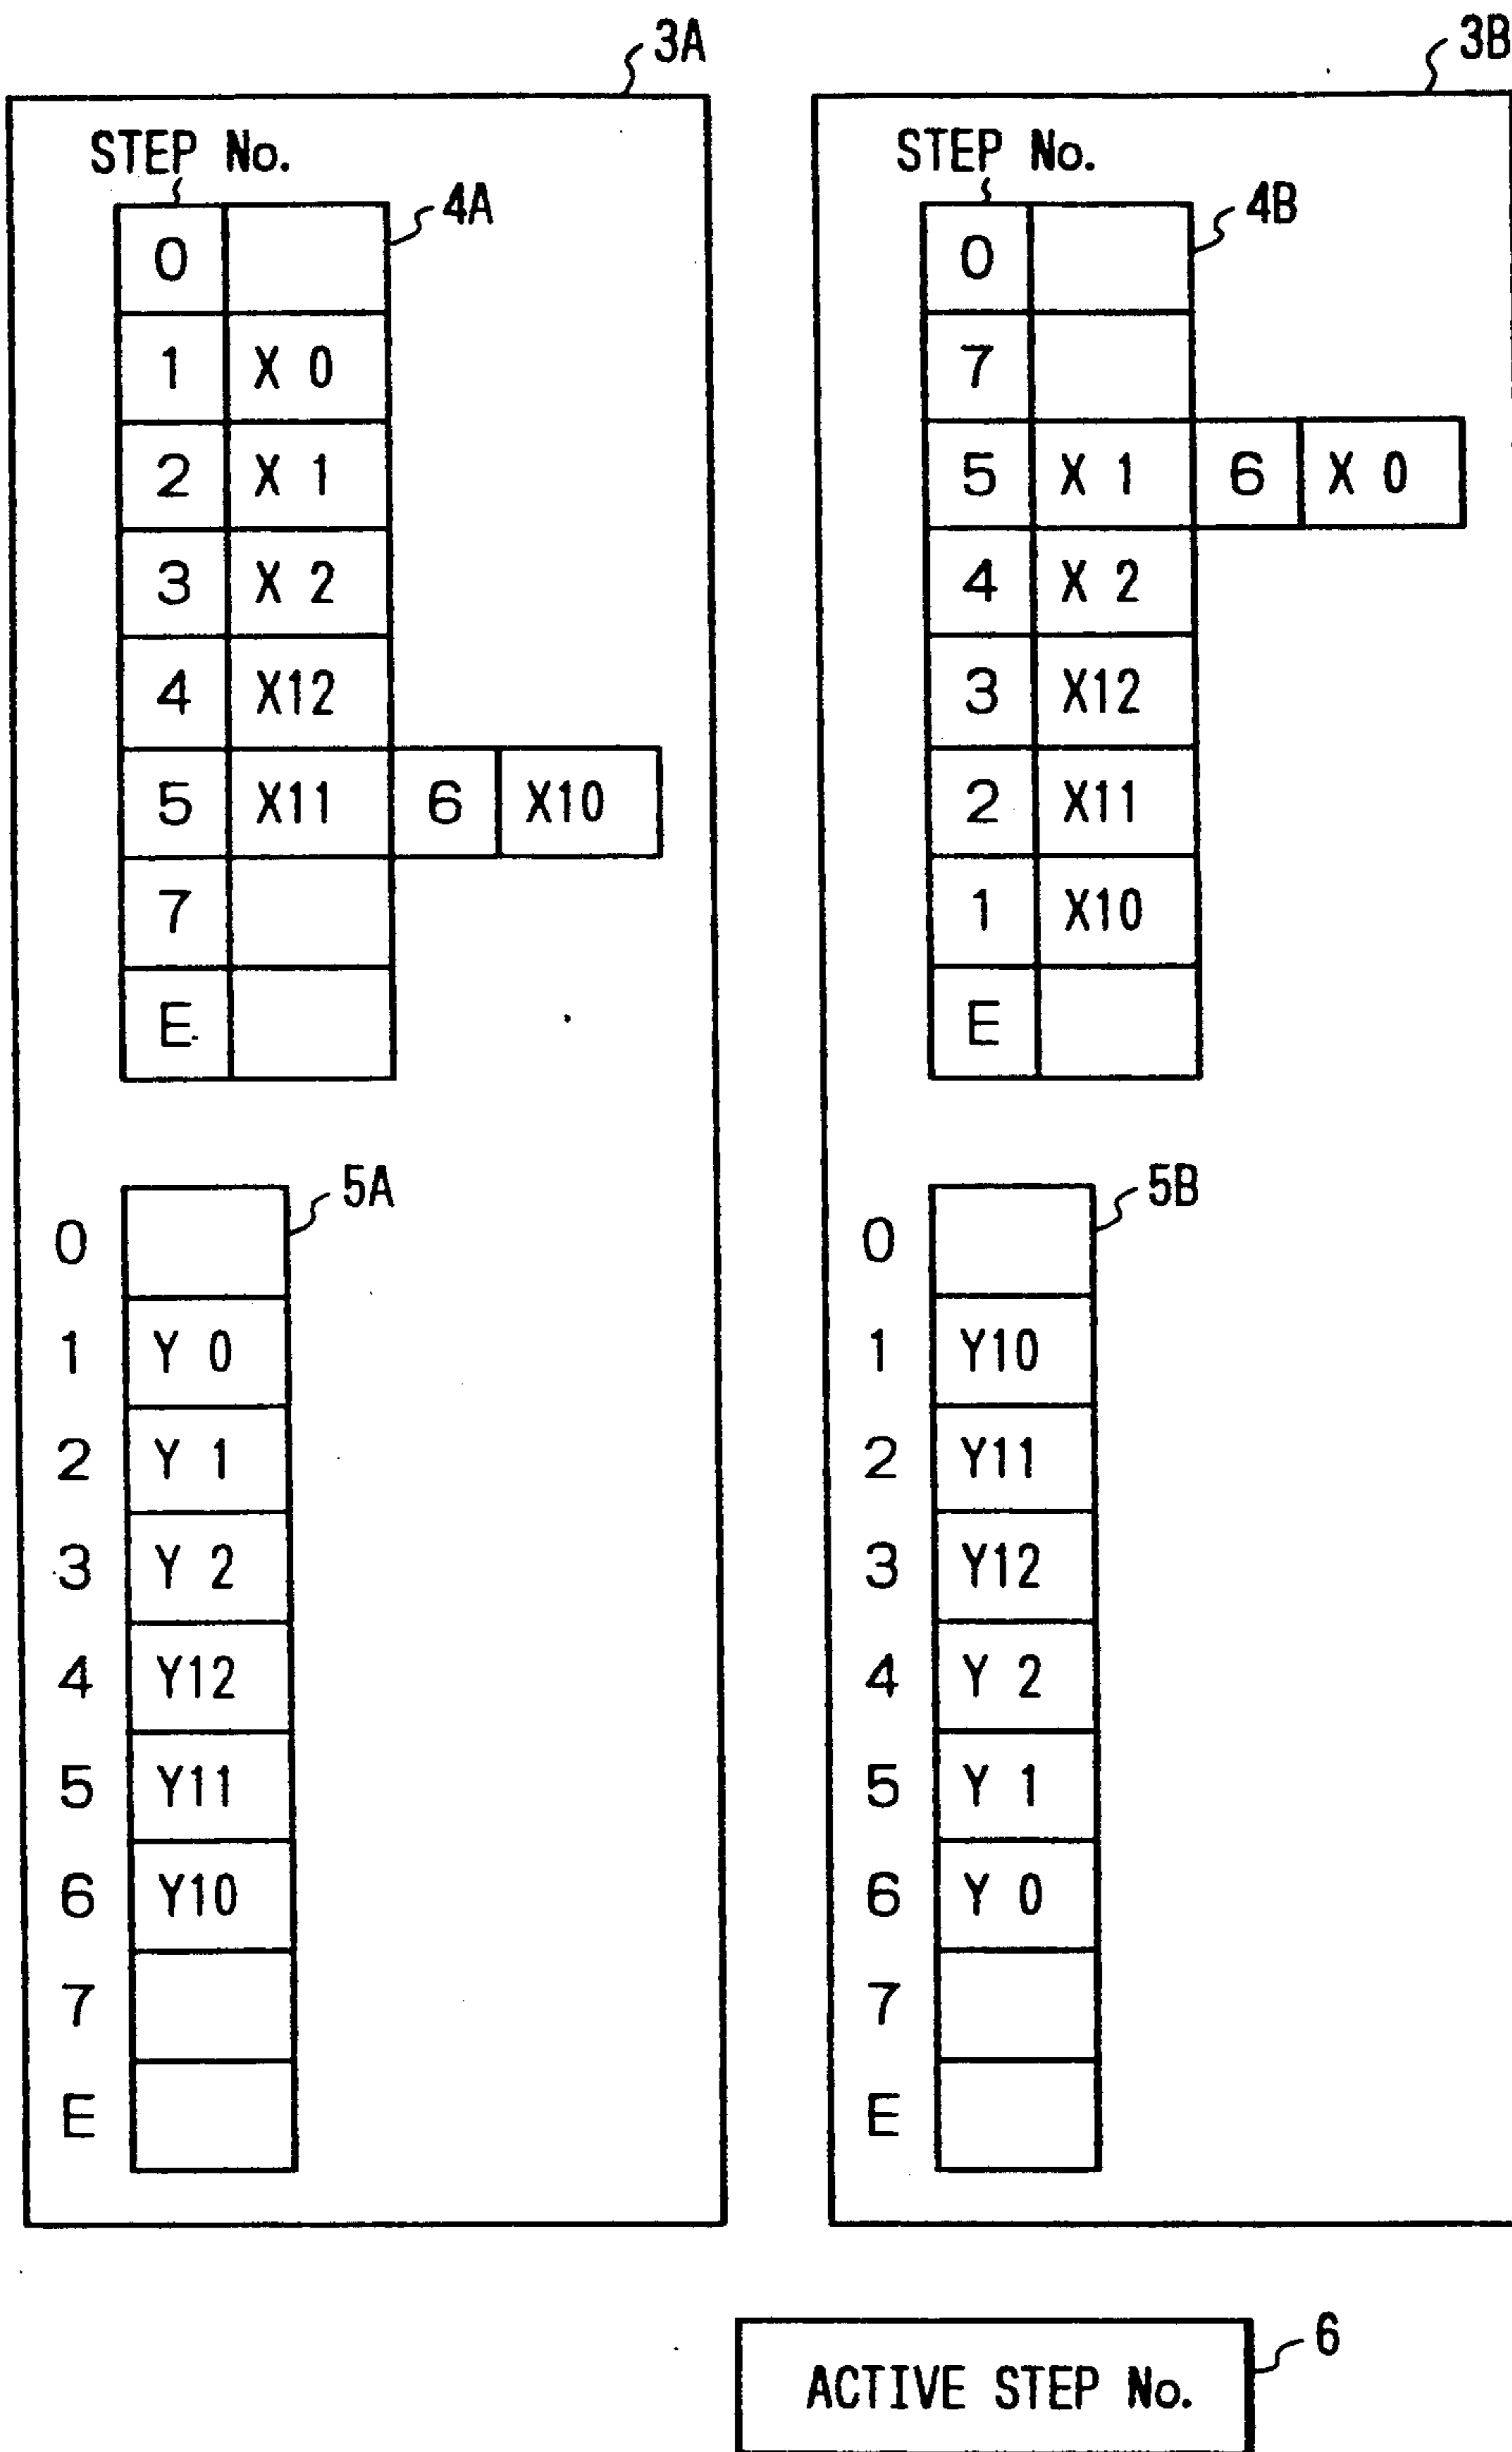 3A
STEP No.
4A
0
1 X 0
2 X 1
3 X 2
4 X12
5 X11 6 X10
7
E
5A
0
1 Y 0
2 Y 1
3 Y 2
4 Y12
5 Y11
6 Y10
7
E
3B
STEP No.
4B
0
7
5 X 1 6 X 0
4 X 2
3 X12
2 X11
1 X10
E
5B
0
1 Y10
2 Y11
3 Y12
4 Y 2
5 Y 1
6 Y 0
7
E
6
ACTIVE STEP No.